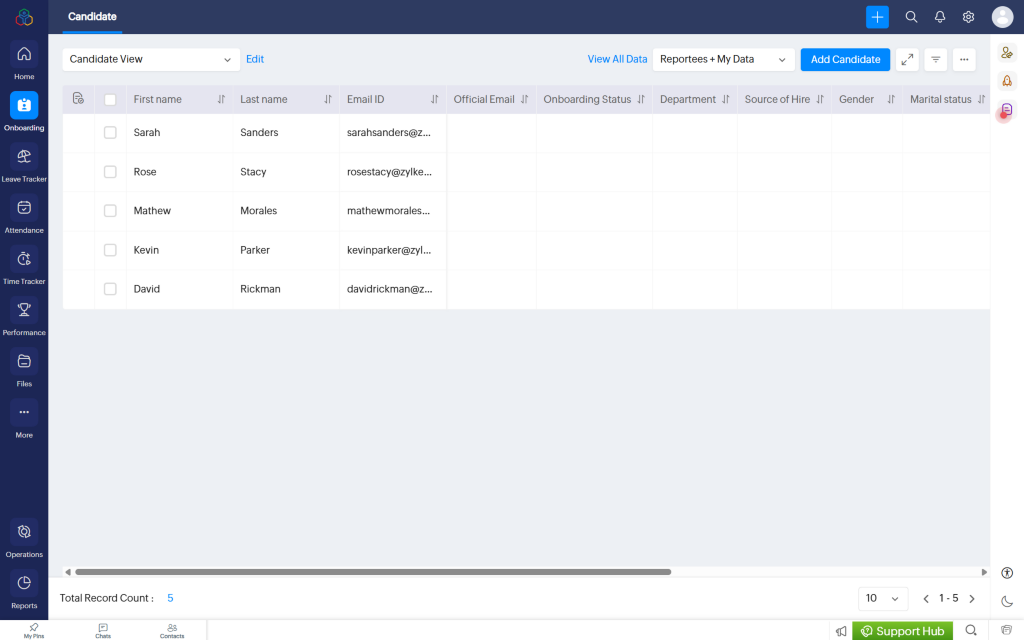 Candidate
Home
Onboarding
Leave Tracker
Attendance
Time Tracker
Performance
Files
More
Operations
Reports
Candidate View
Edit
View All Data
Reportees + My Data
Add Candidate
First name Last name Email ID Official Email Onboarding Status Department Source of Hire Gender Marital status
Sarah Sanders sarahsanders@z...
Rose Stacy rosestacy@zylke...
Mathew Morales mathewmorales...
Kevin Parker kevinparker@zyl...
David Rickman davidrickman@z...
Total Record Count : 5
10
1 - 5
My Pins
Chats
Contacts
Support Hub